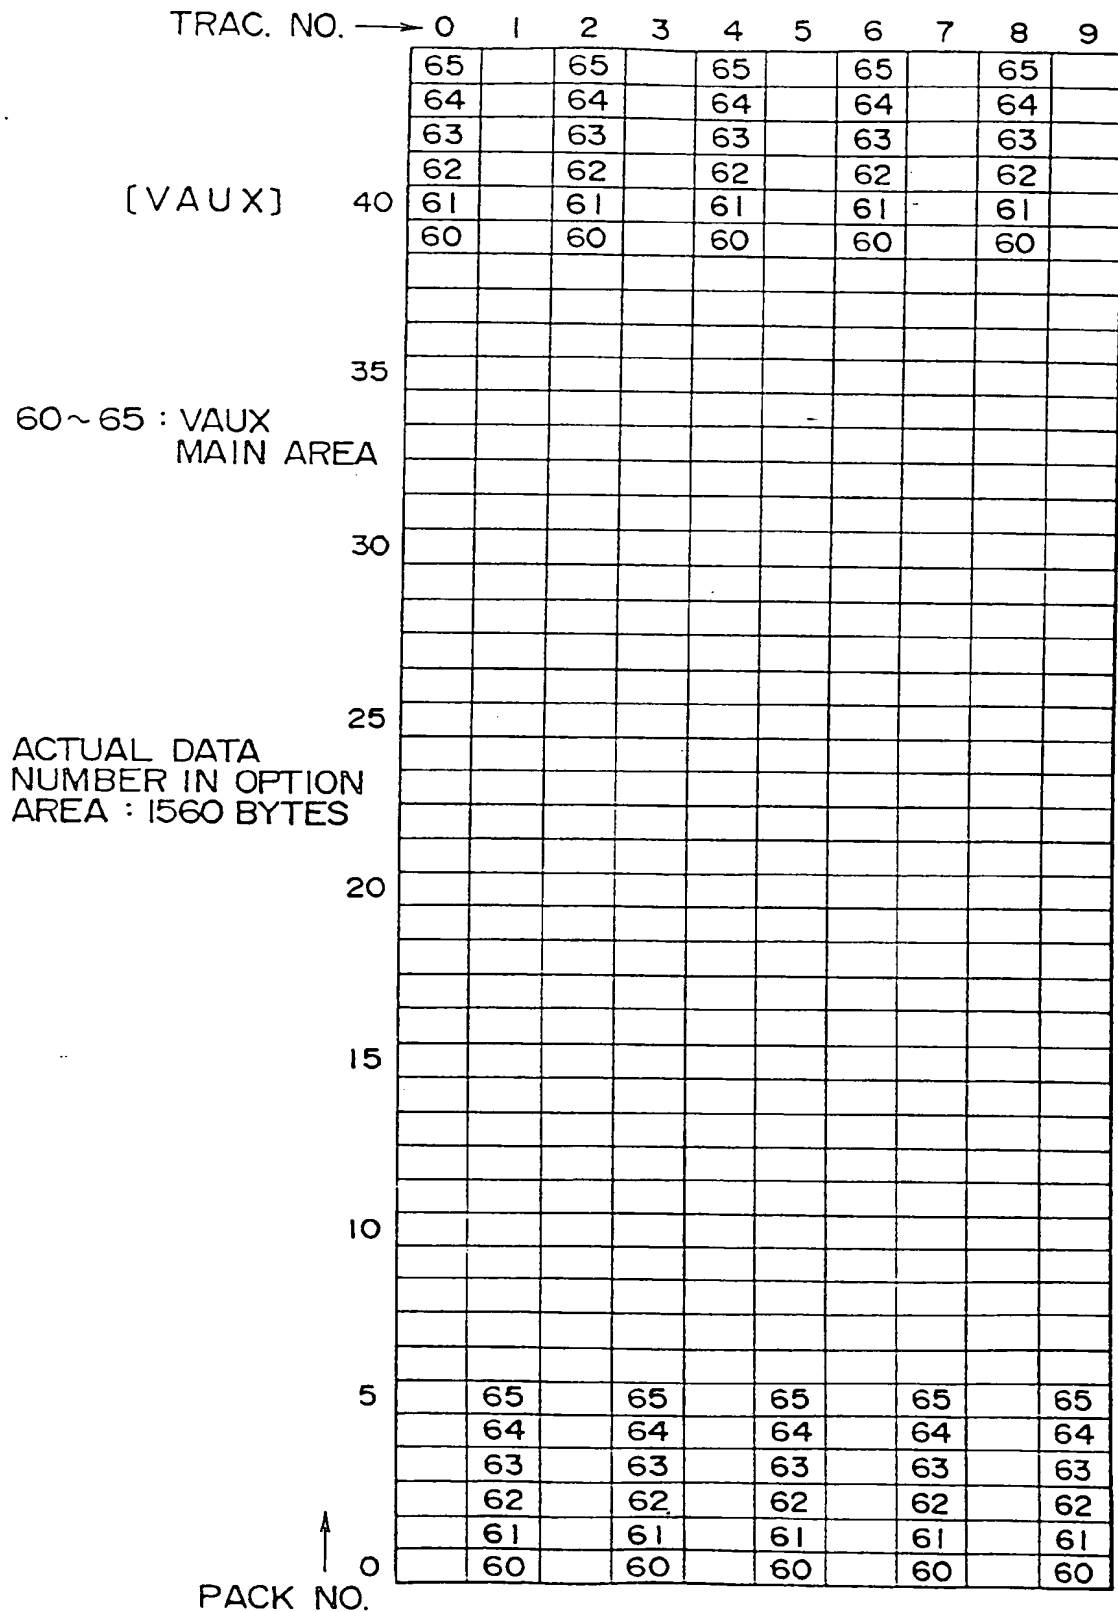 TRAC. NO. → 0 1 2 3 4 5 6 7 8 9
65 65 65 65 65
64 64 64 64 64
63 63 63 63 63
62 62 62 62 62
[VAUX] 40 61 61 61 61 61
60 60 60 60 60
35
60~65 : VAUX
MAIN AREA
30
25
ACTUAL DATA
NUMBER IN OPTION
AREA : 1560 BYTES
20
15
10
5 65 65 65 65 65
64 64 64 64 64
63 63 63 63 63
62 62 62 62 62
↑ 61 61 61 61 61
0 60 60 60 60 60
PACK NO.